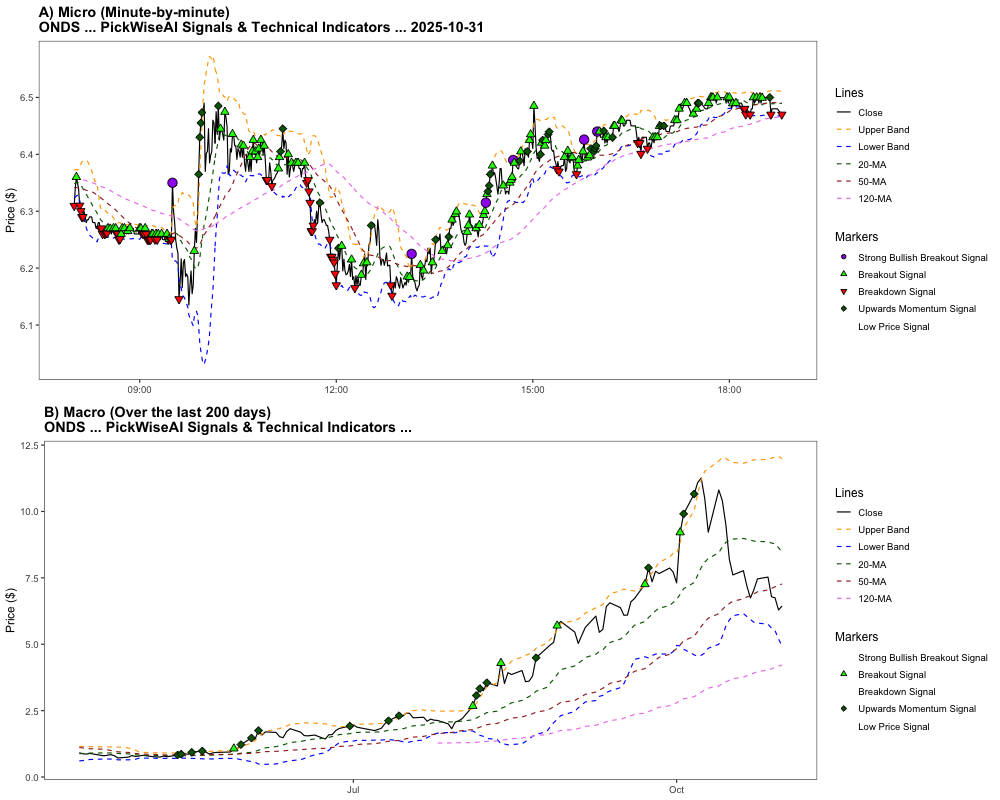 A) Micro (Minute-by-minute)
ONDS ... PickWiseAI Signals & Technical Indicators ... 2025-10-31
Price ($)
6.5
6.4
6.3
6.2
6.1
09:00
12:00
15:00
18:00
Lines
Close
Upper Band
Lower Band
20-MA
50-MA
120-MA
Markers
Strong Bullish Breakout Signal
Breakout Signal
Breakdown Signal
Upwards Momentum Signal
Low Price Signal
B) Macro (Over the last 200 days)
ONDS ... PickWiseAI Signals & Technical Indicators ...
Price ($)
12.5
10.0
7.5
5.0
2.5
0.0
Jul
Oct
Lines
Close
Upper Band
Lower Band
20-MA
50-MA
120-MA
Markers
Strong Bullish Breakout Signal
Breakout Signal
Breakdown Signal
Upwards Momentum Signal
Low Price Signal